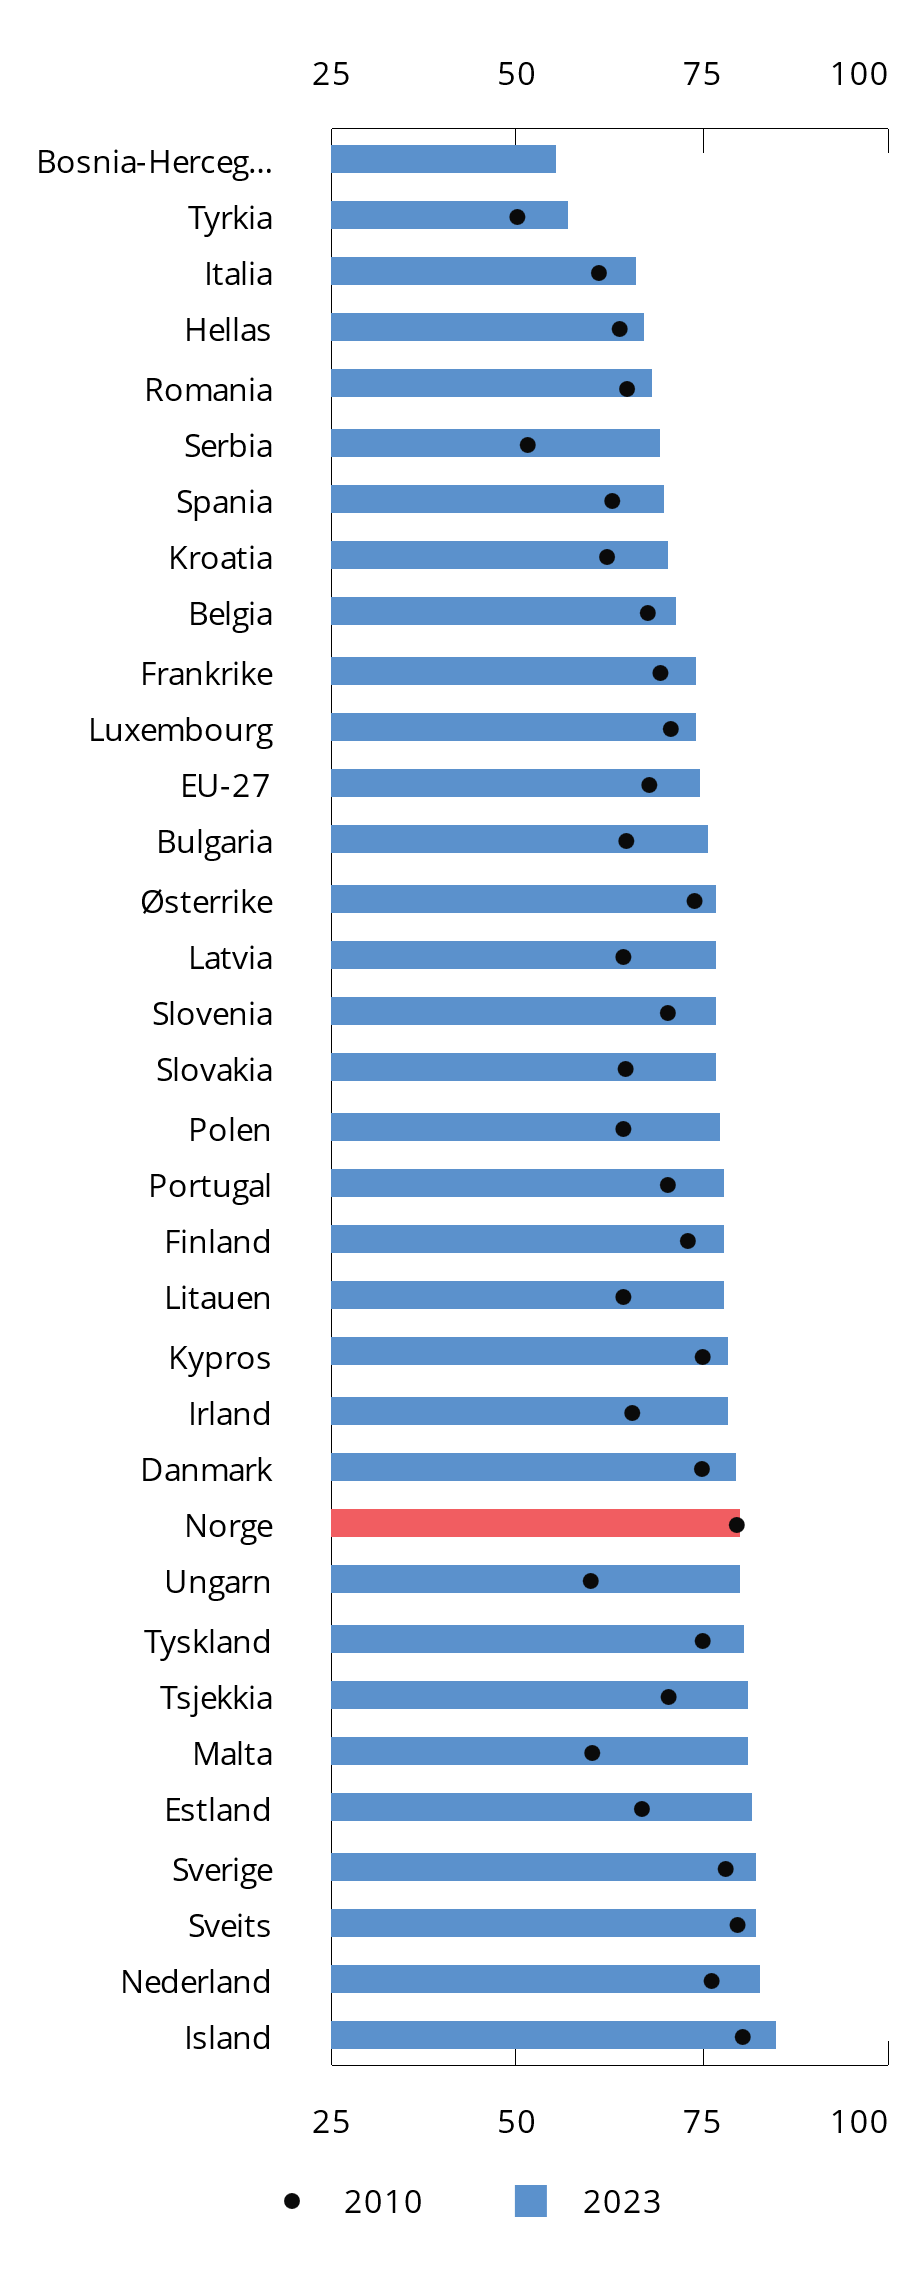 25 50 75 100
Bosnia-Herceg...
Tyrkia
Italia
Hellas
Romania
Serbia
Spania
Kroatia
Belgia
Frankrike
Luxembourg
EU-27
Bulgaria
Østerrike
Latvia
Slovenia
Slovakia
Polen
Portugal
Finland
Litauen
Kypros
Irland
Danmark
Norge
Ungarn
Tyskland
Tsjekkia
Malta
Estland
Sverige
Sveits
Nederland
Island
25 50 75 100
2010 2023